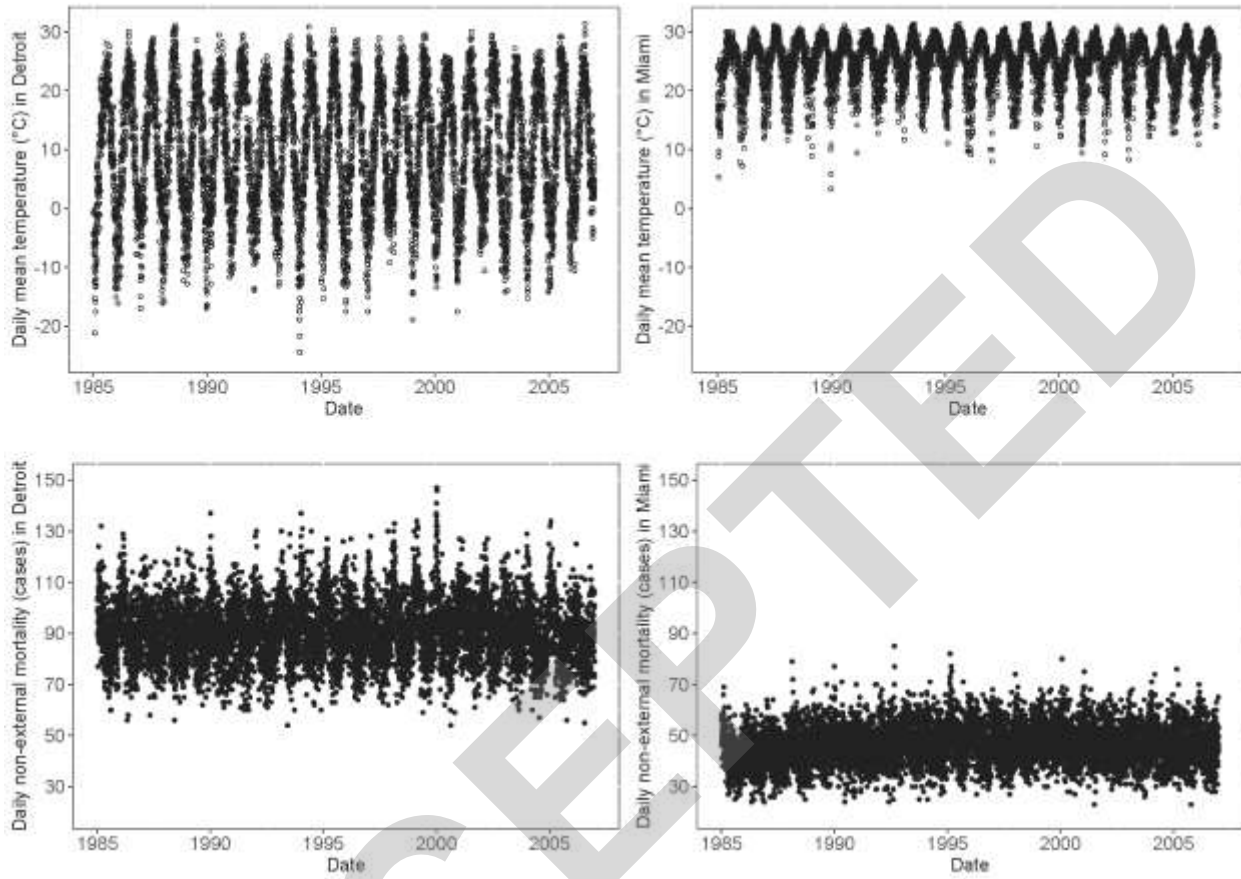 Daily mean temperature (°C) in Detroit
30
20
10
0
-10
-20
1985 1990 1995 2000 2005
Date
Daily mean temperature (°C) in Miami
30
20
10
0
-10
-20
1985 1990 1995 2000 2005
Date
Daily non-external mortality (cases) in Detroit
150
130
110
90
70
50
30
1985 1990 1995 2000 2005
Date
Daily non-external mortality (cases) in Miami
150
130
110
90
70
50
30
1985 1990 1995 2000 2005
Date
CEPTED